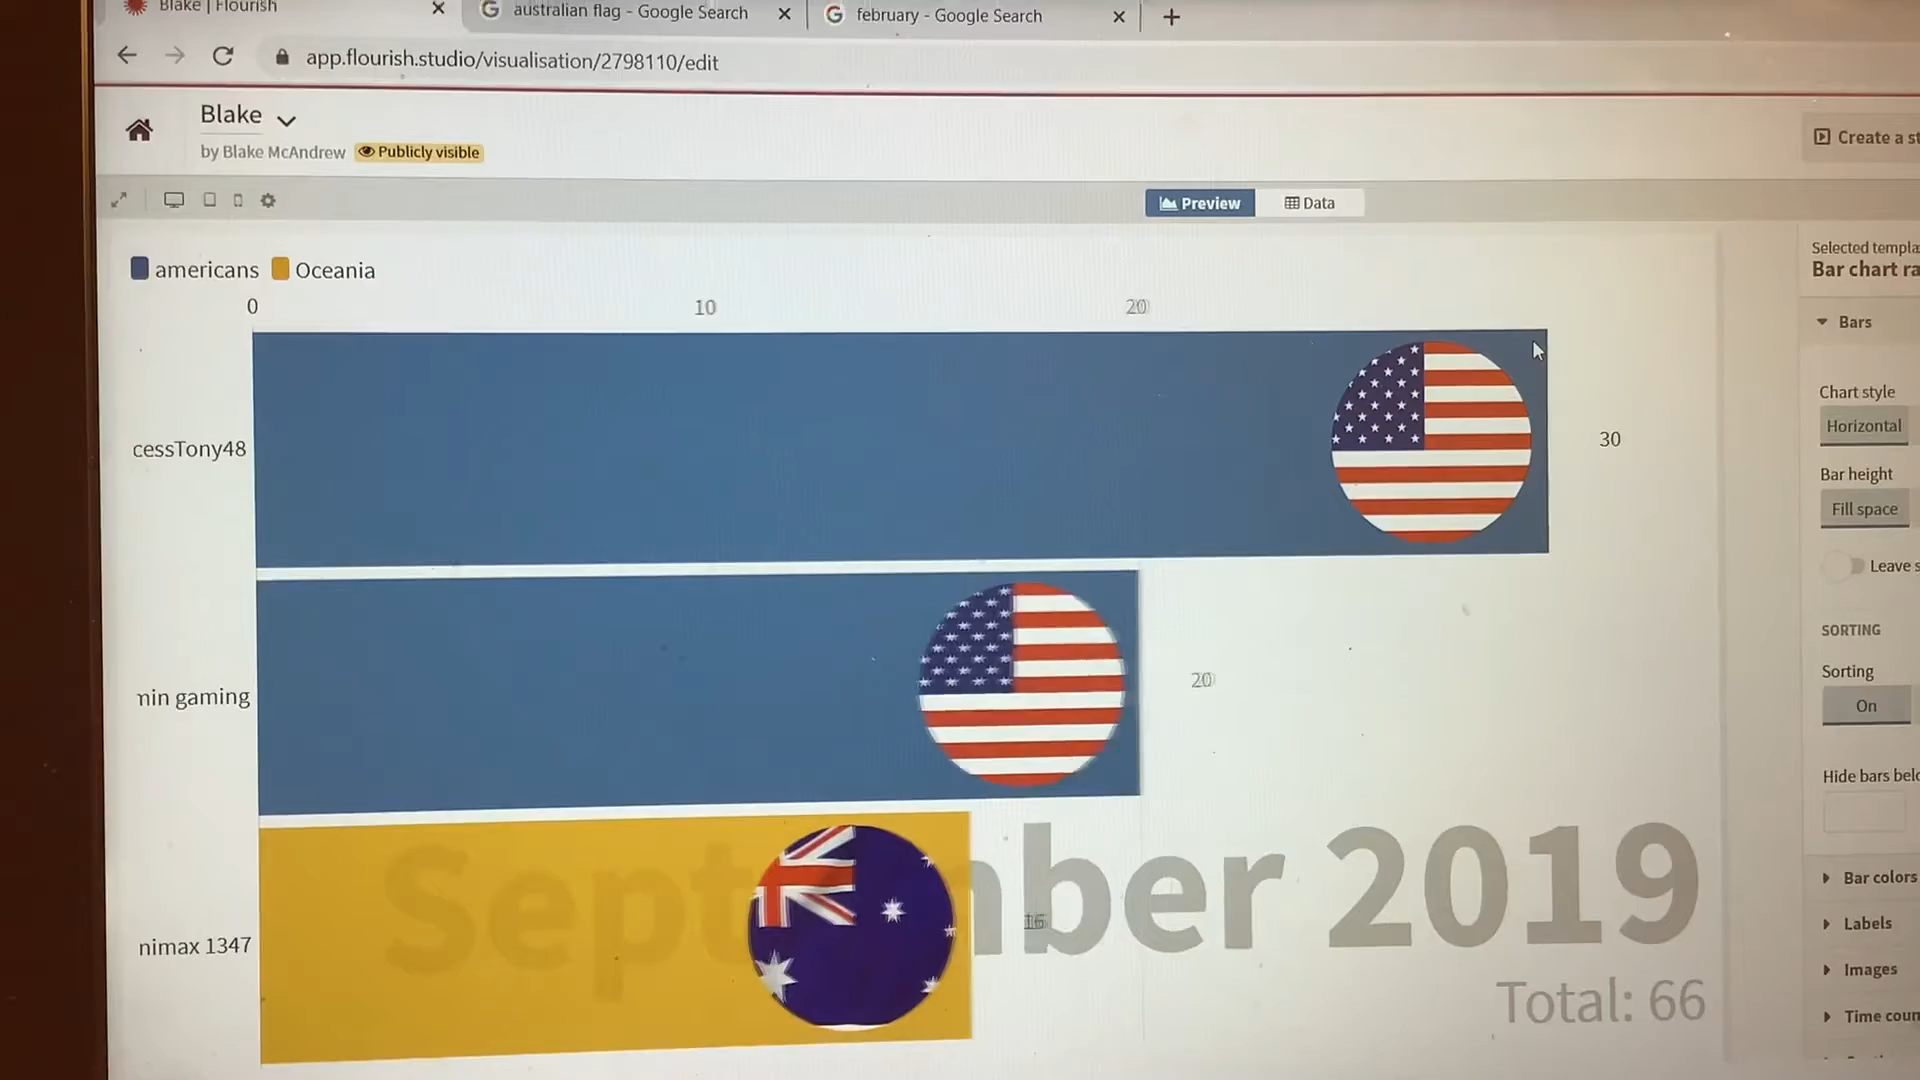 Blake | Flourish
australian flag - Google Search
february - Google Search
app.flourish.studio/visualisation/2798110/edit
Blake
by Blake McAndrew
Publicly visible
Create a st
Preview
Data
Selected templa
Bar chart ra
americans
Oceania
0
10
20
Bars
Chart style
Horizontal
cessTony48
30
Bar height
Fill space
Leave s
SORTING
Sorting
On
min gaming
20
Hide bars belo
September 2019
nimax 1347
16
Bar colors
Labels
Images
Total: 66
Time coun